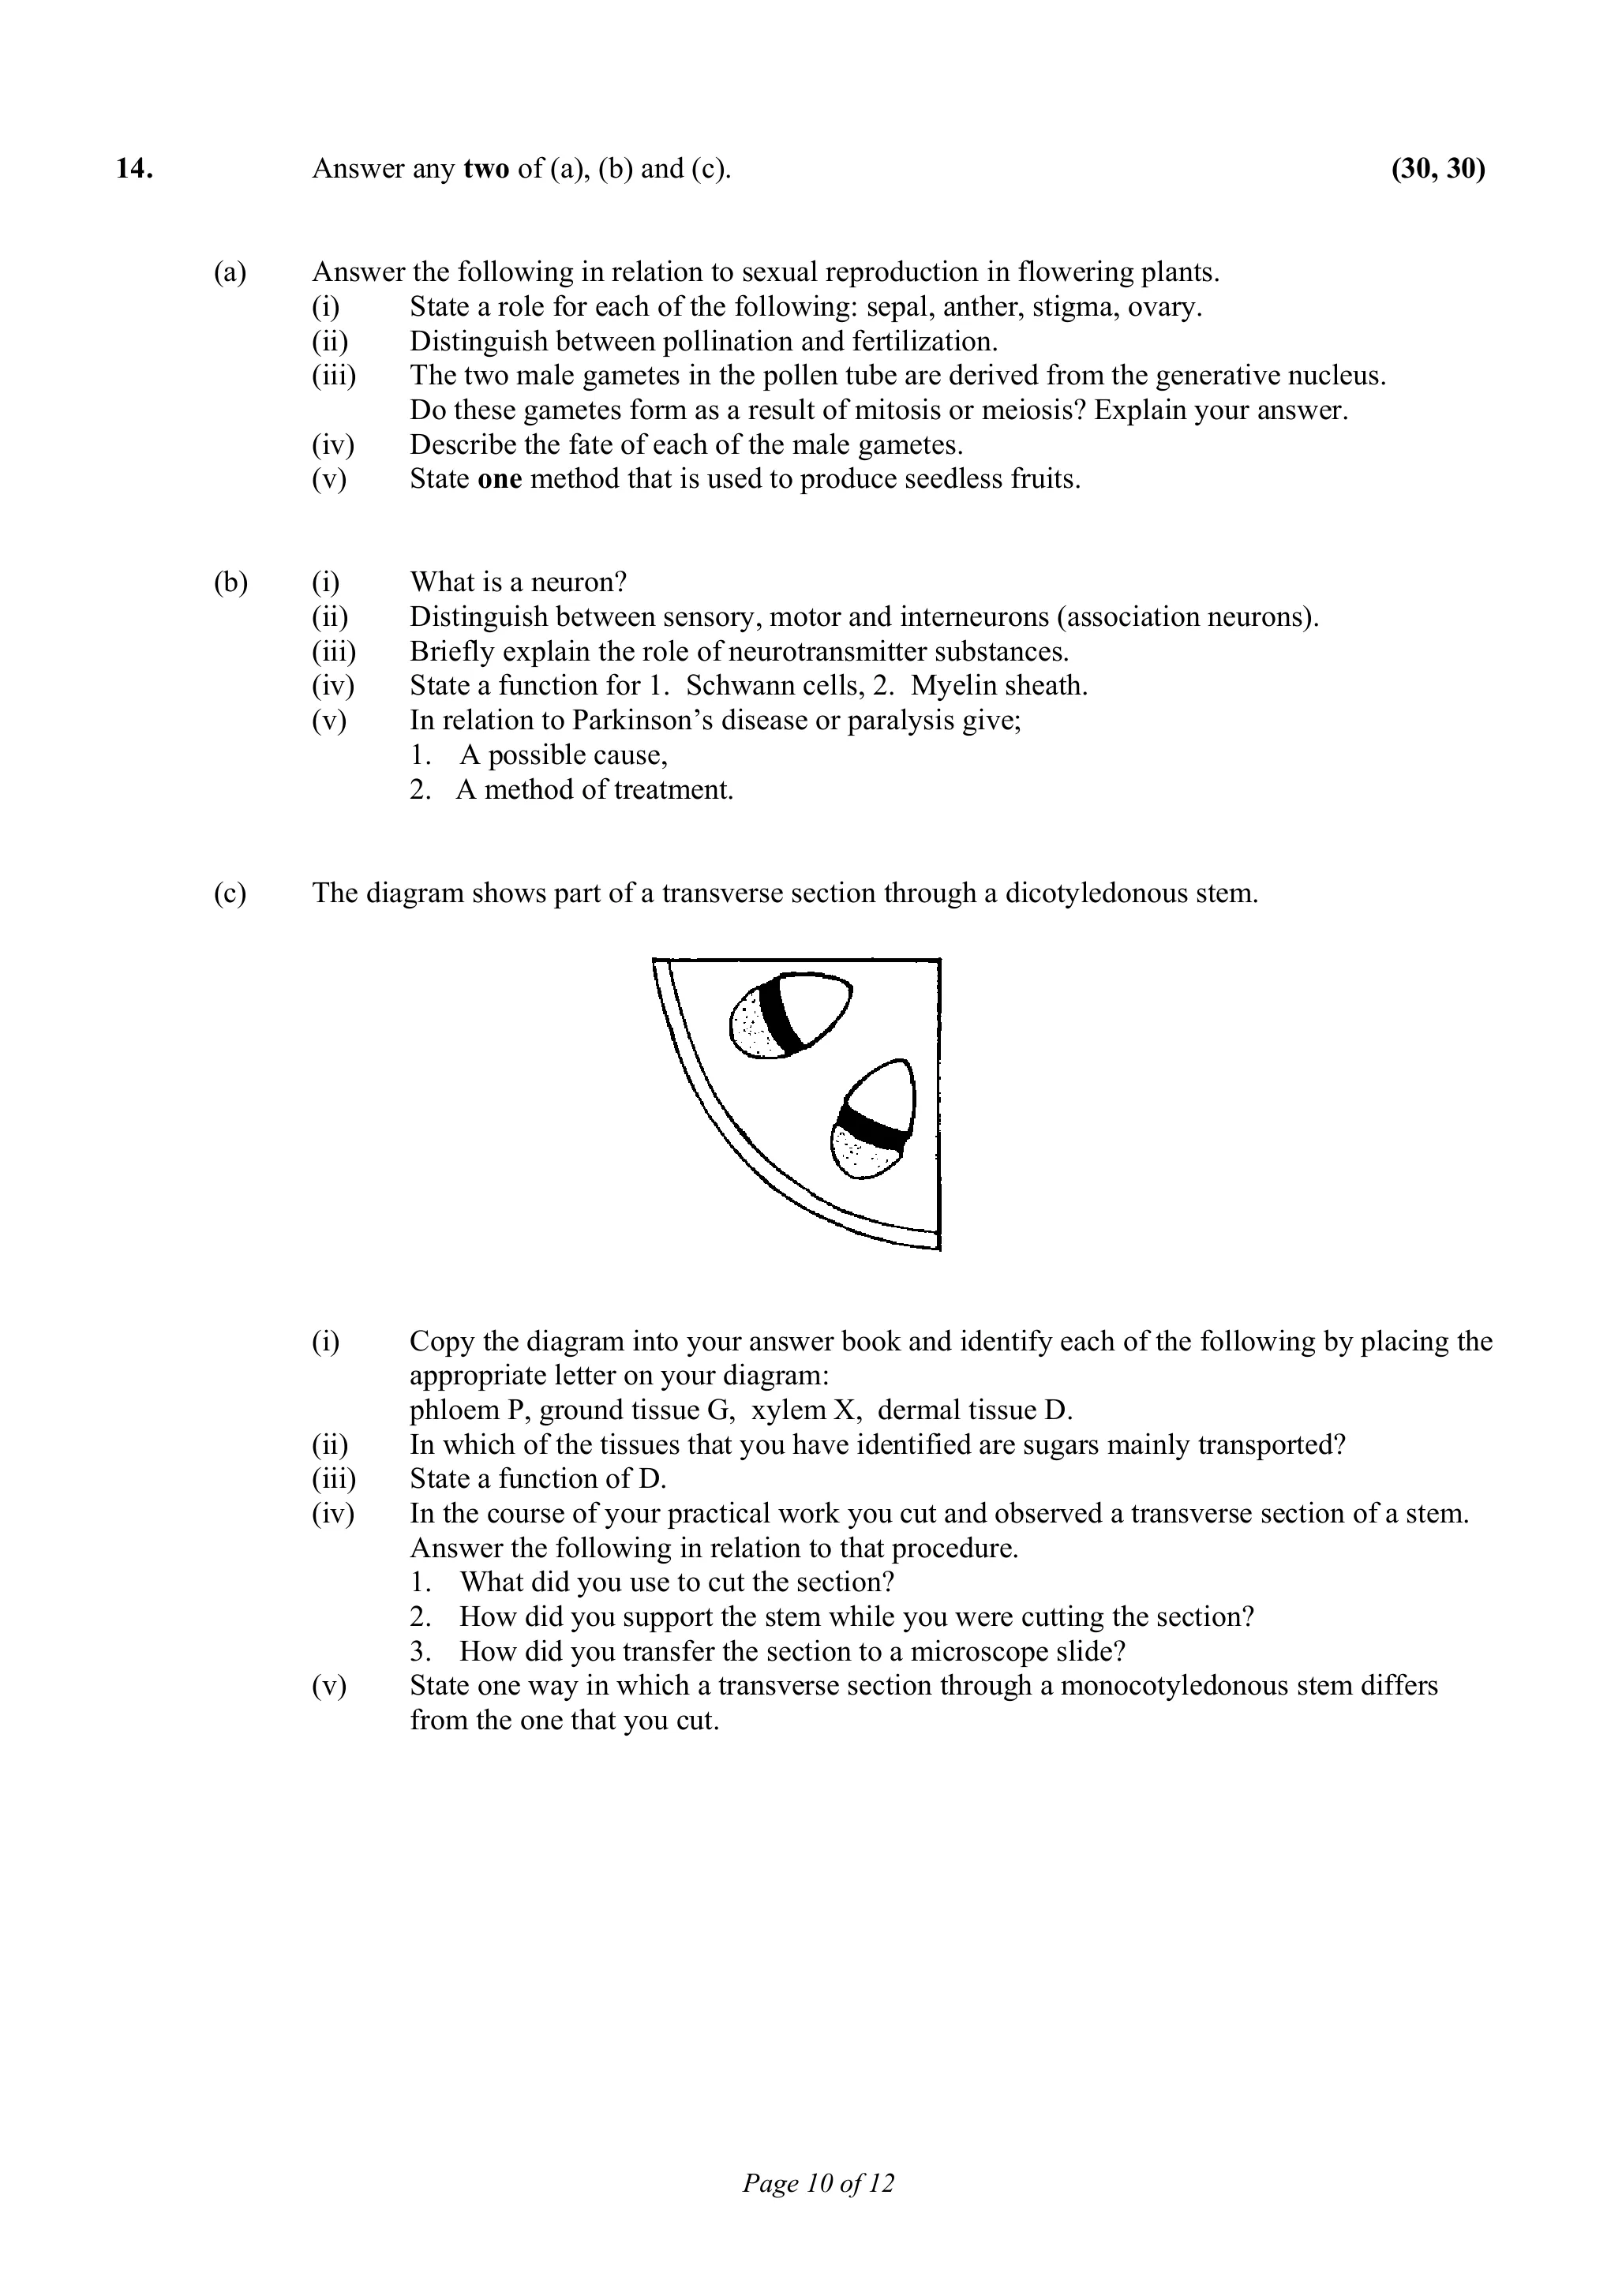 14. Answer any two of (a), (b) and (c). (30, 30)
(a) Answer the following in relation to sexual reproduction in flowering plants.
(i) State a role for each of the following: sepal, anther, stigma, ovary.
(ii) Distinguish between pollination and fertilization.
(iii) The two male gametes in the pollen tube are derived from the generative nucleus.
Do these gametes form as a result of mitosis or meiosis? Explain your answer.
(iv) Describe the fate of each of the male gametes.
(v) State one method that is used to produce seedless fruits.
(b) (i) What is a neuron?
(ii) Distinguish between sensory, motor and interneurons (association neurons).
(iii) Briefly explain the role of neurotransmitter substances.
(iv) State a function for 1. Schwann cells, 2. Myelin sheath.
(v) In relation to Parkinson’s disease or paralysis give;
1. A possible cause,
2. A method of treatment.
(c) The diagram shows part of a transverse section through a dicotyledonous stem.
(i) Copy the diagram into your answer book and identify each of the following by placing the
appropriate letter on your diagram:
phloem P, ground tissue G, xylem X, dermal tissue D.
(ii) In which of the tissues that you have identified are sugars mainly transported?
(iii) State a function of D.
(iv) In the course of your practical work you cut and observed a transverse section of a stem.
Answer the following in relation to that procedure.
1. What did you use to cut the section?
2. How did you support the stem while you were cutting the section?
3. How did you transfer the section to a microscope slide?
(v) State one way in which a transverse section through a monocotyledonous stem differs
from the one that you cut.
Page 10 of 12